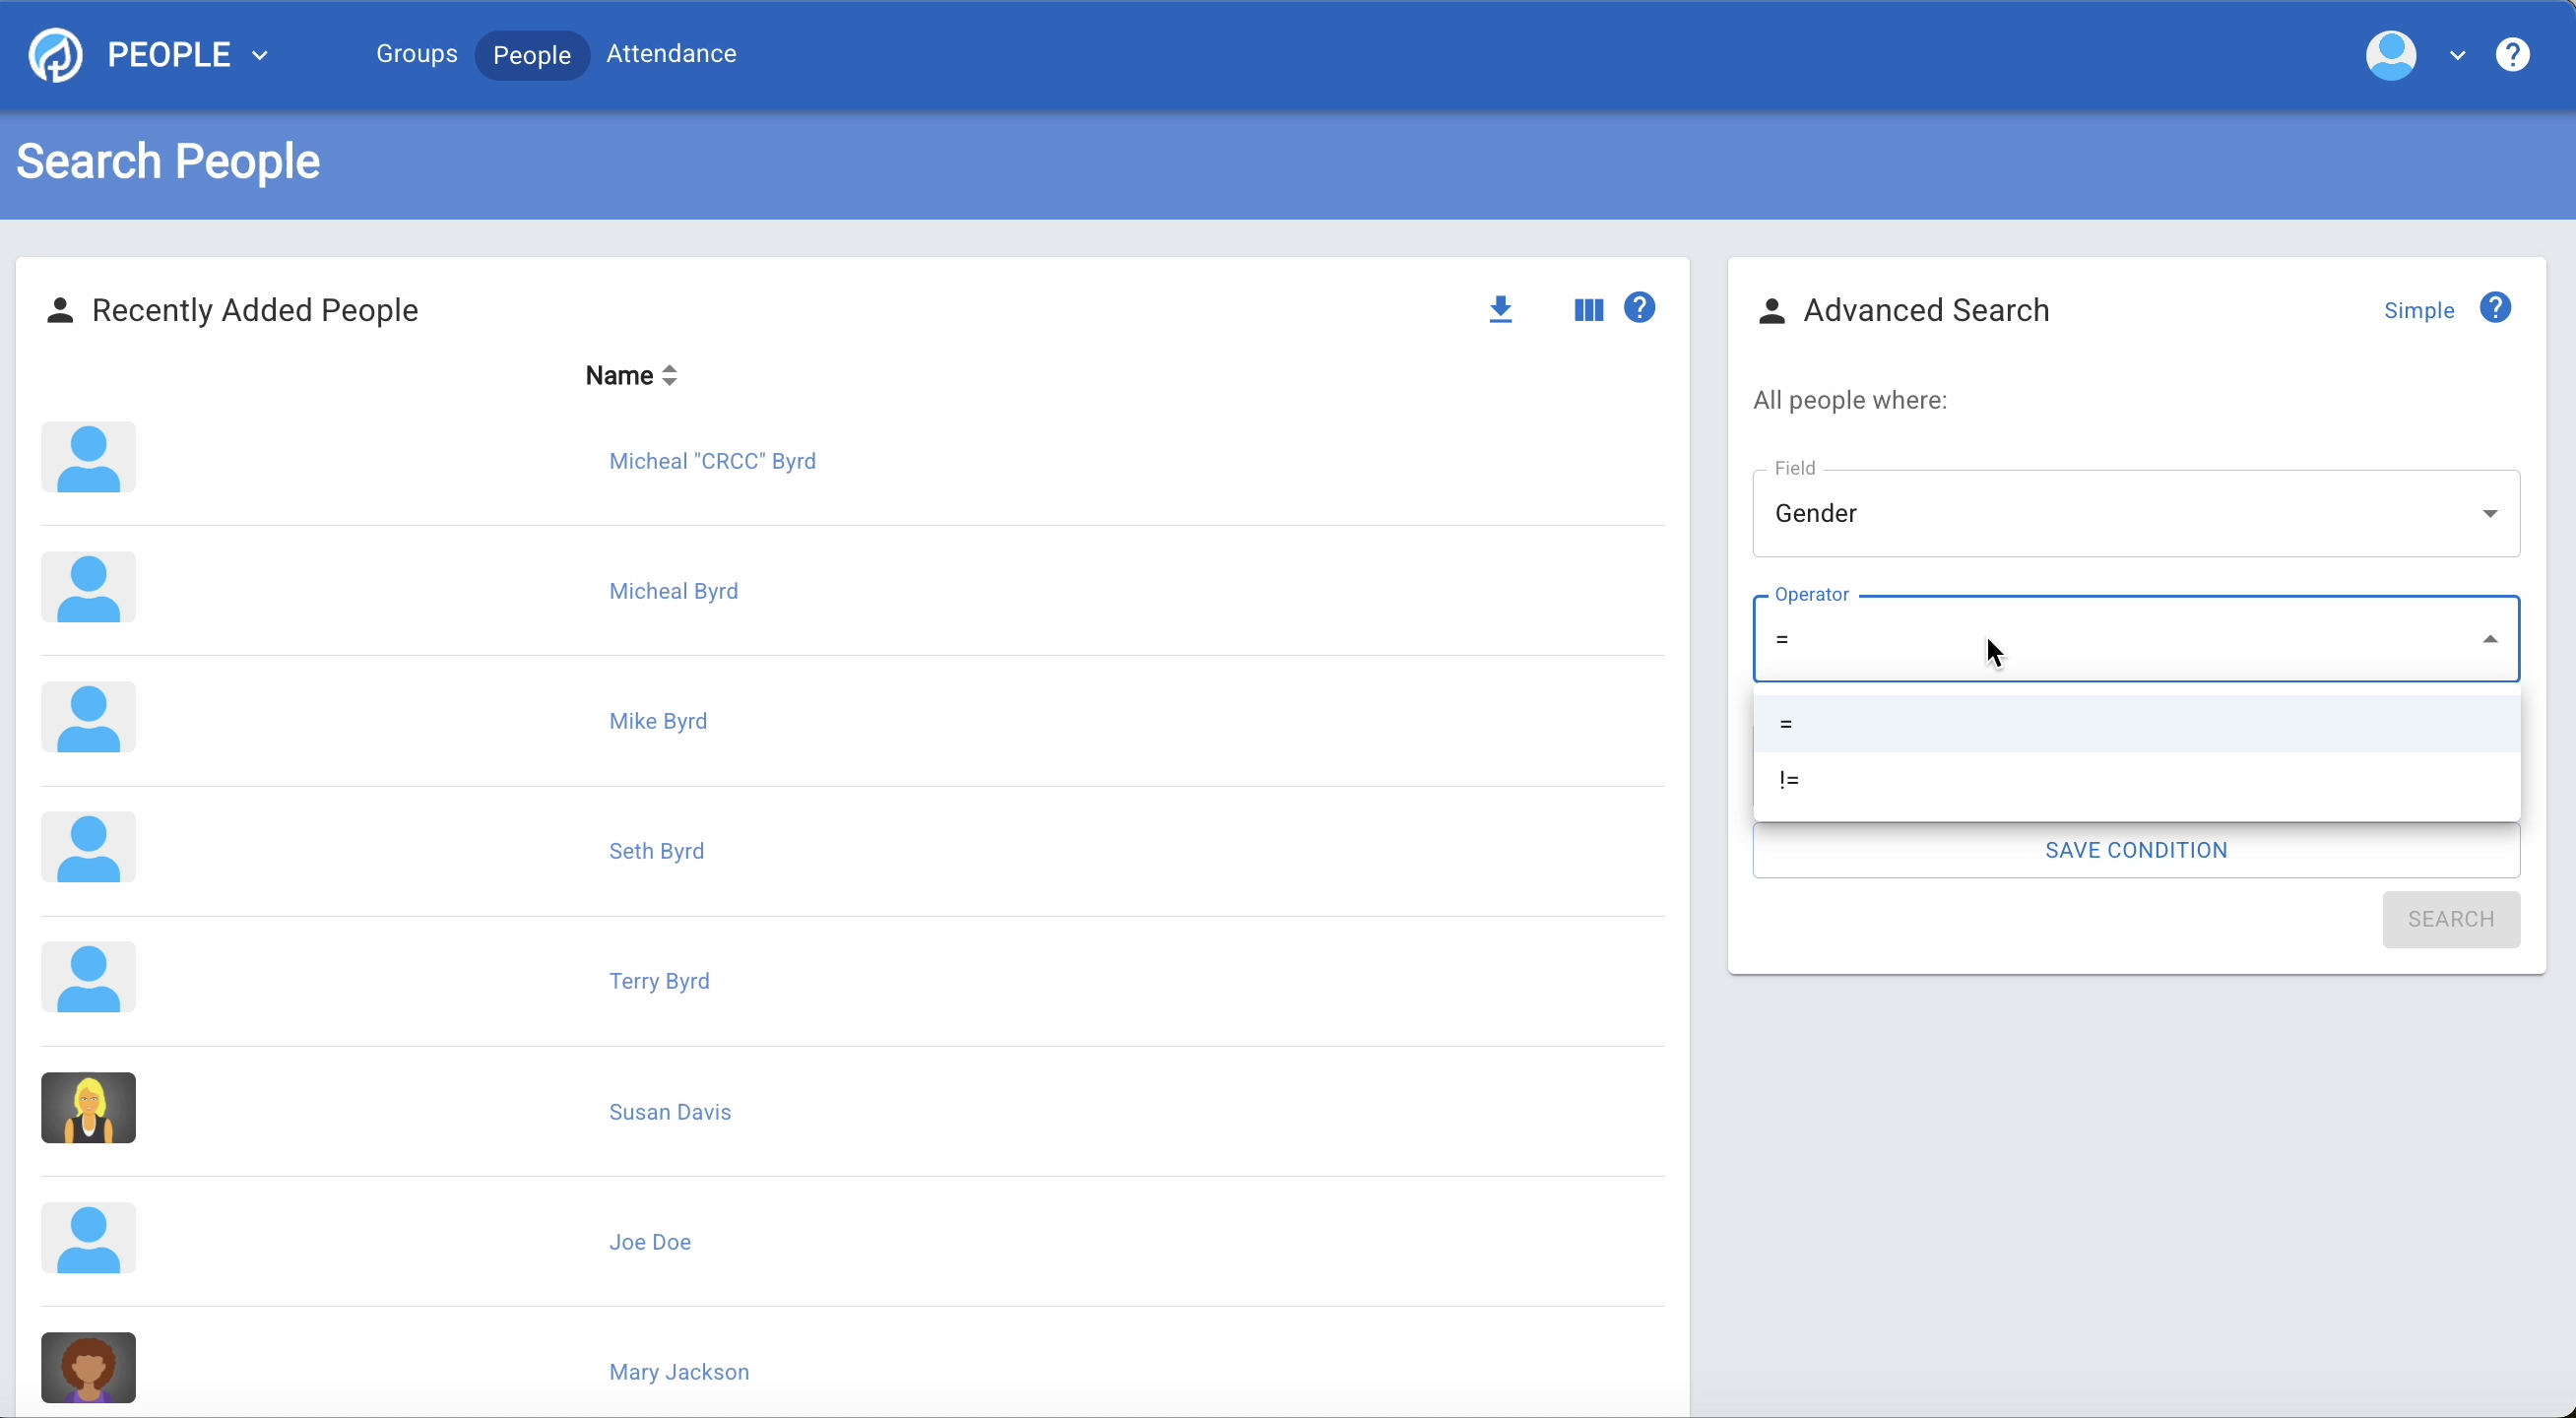 PEOPLE
Groups People Attendance
Search People
Recently Added People
Name
Micheal "CRCC" Byrd
Micheal Byrd
Mike Byrd
Seth Byrd
Terry Byrd
Susan Davis
Joe Doe
Mary Jackson
Advanced Search
Simple
All people where:
Field
Gender
Operator
=
=
!=
SAVE CONDITION
SEARCH